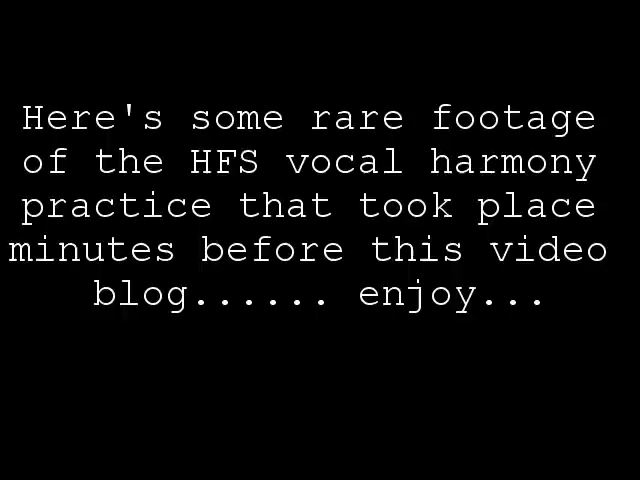 Here's some rare footage
of the HFS vocal harmony
practice that took place
minutes before this video
blog...... enjoy...